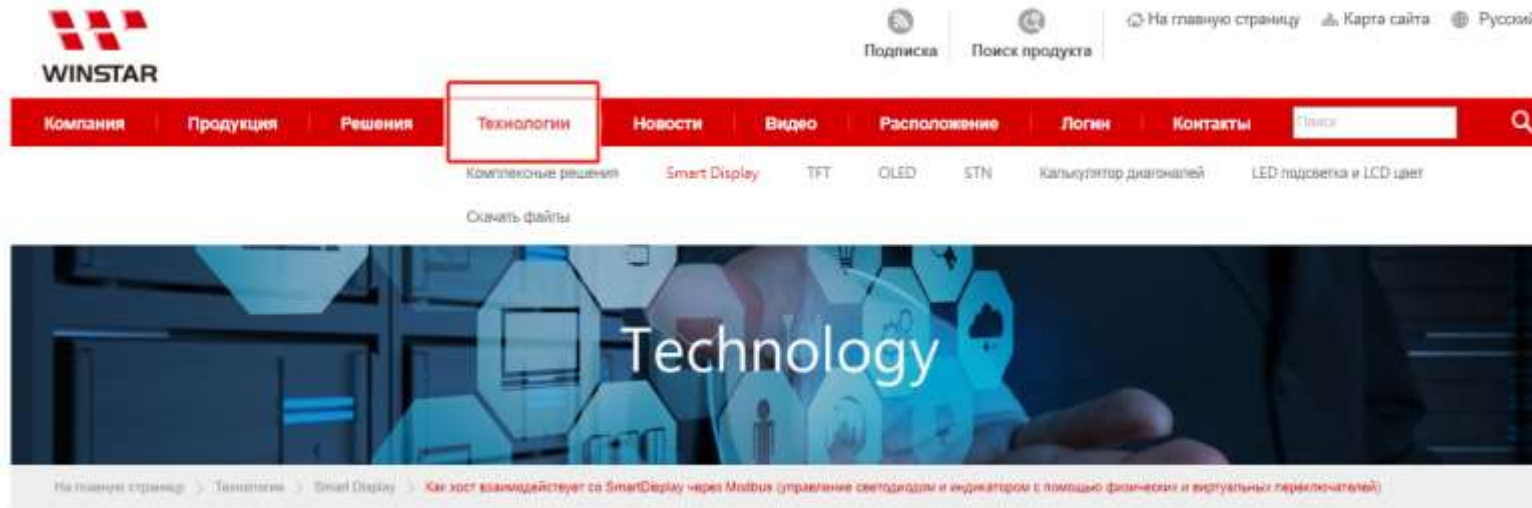 WINSTAR
Подписка
Поиск продукта
На главную страницу
Карта сайта
Русский
Компания Продукция Решения Технологии Новости Видео Расположение Логин Контакты Поиск
Комплексные решения Smart Display TFT OLED STN Калькулятор диагоналей LED подсветка и LCD цвет
Скачать файлы
Technology
На главную страницу > Технологии > Smart Display > Как хост взаимодействует со SmartDisplay через Modbus (управление светодиодом и индикатором с помощью физических и виртуальных переключателей)